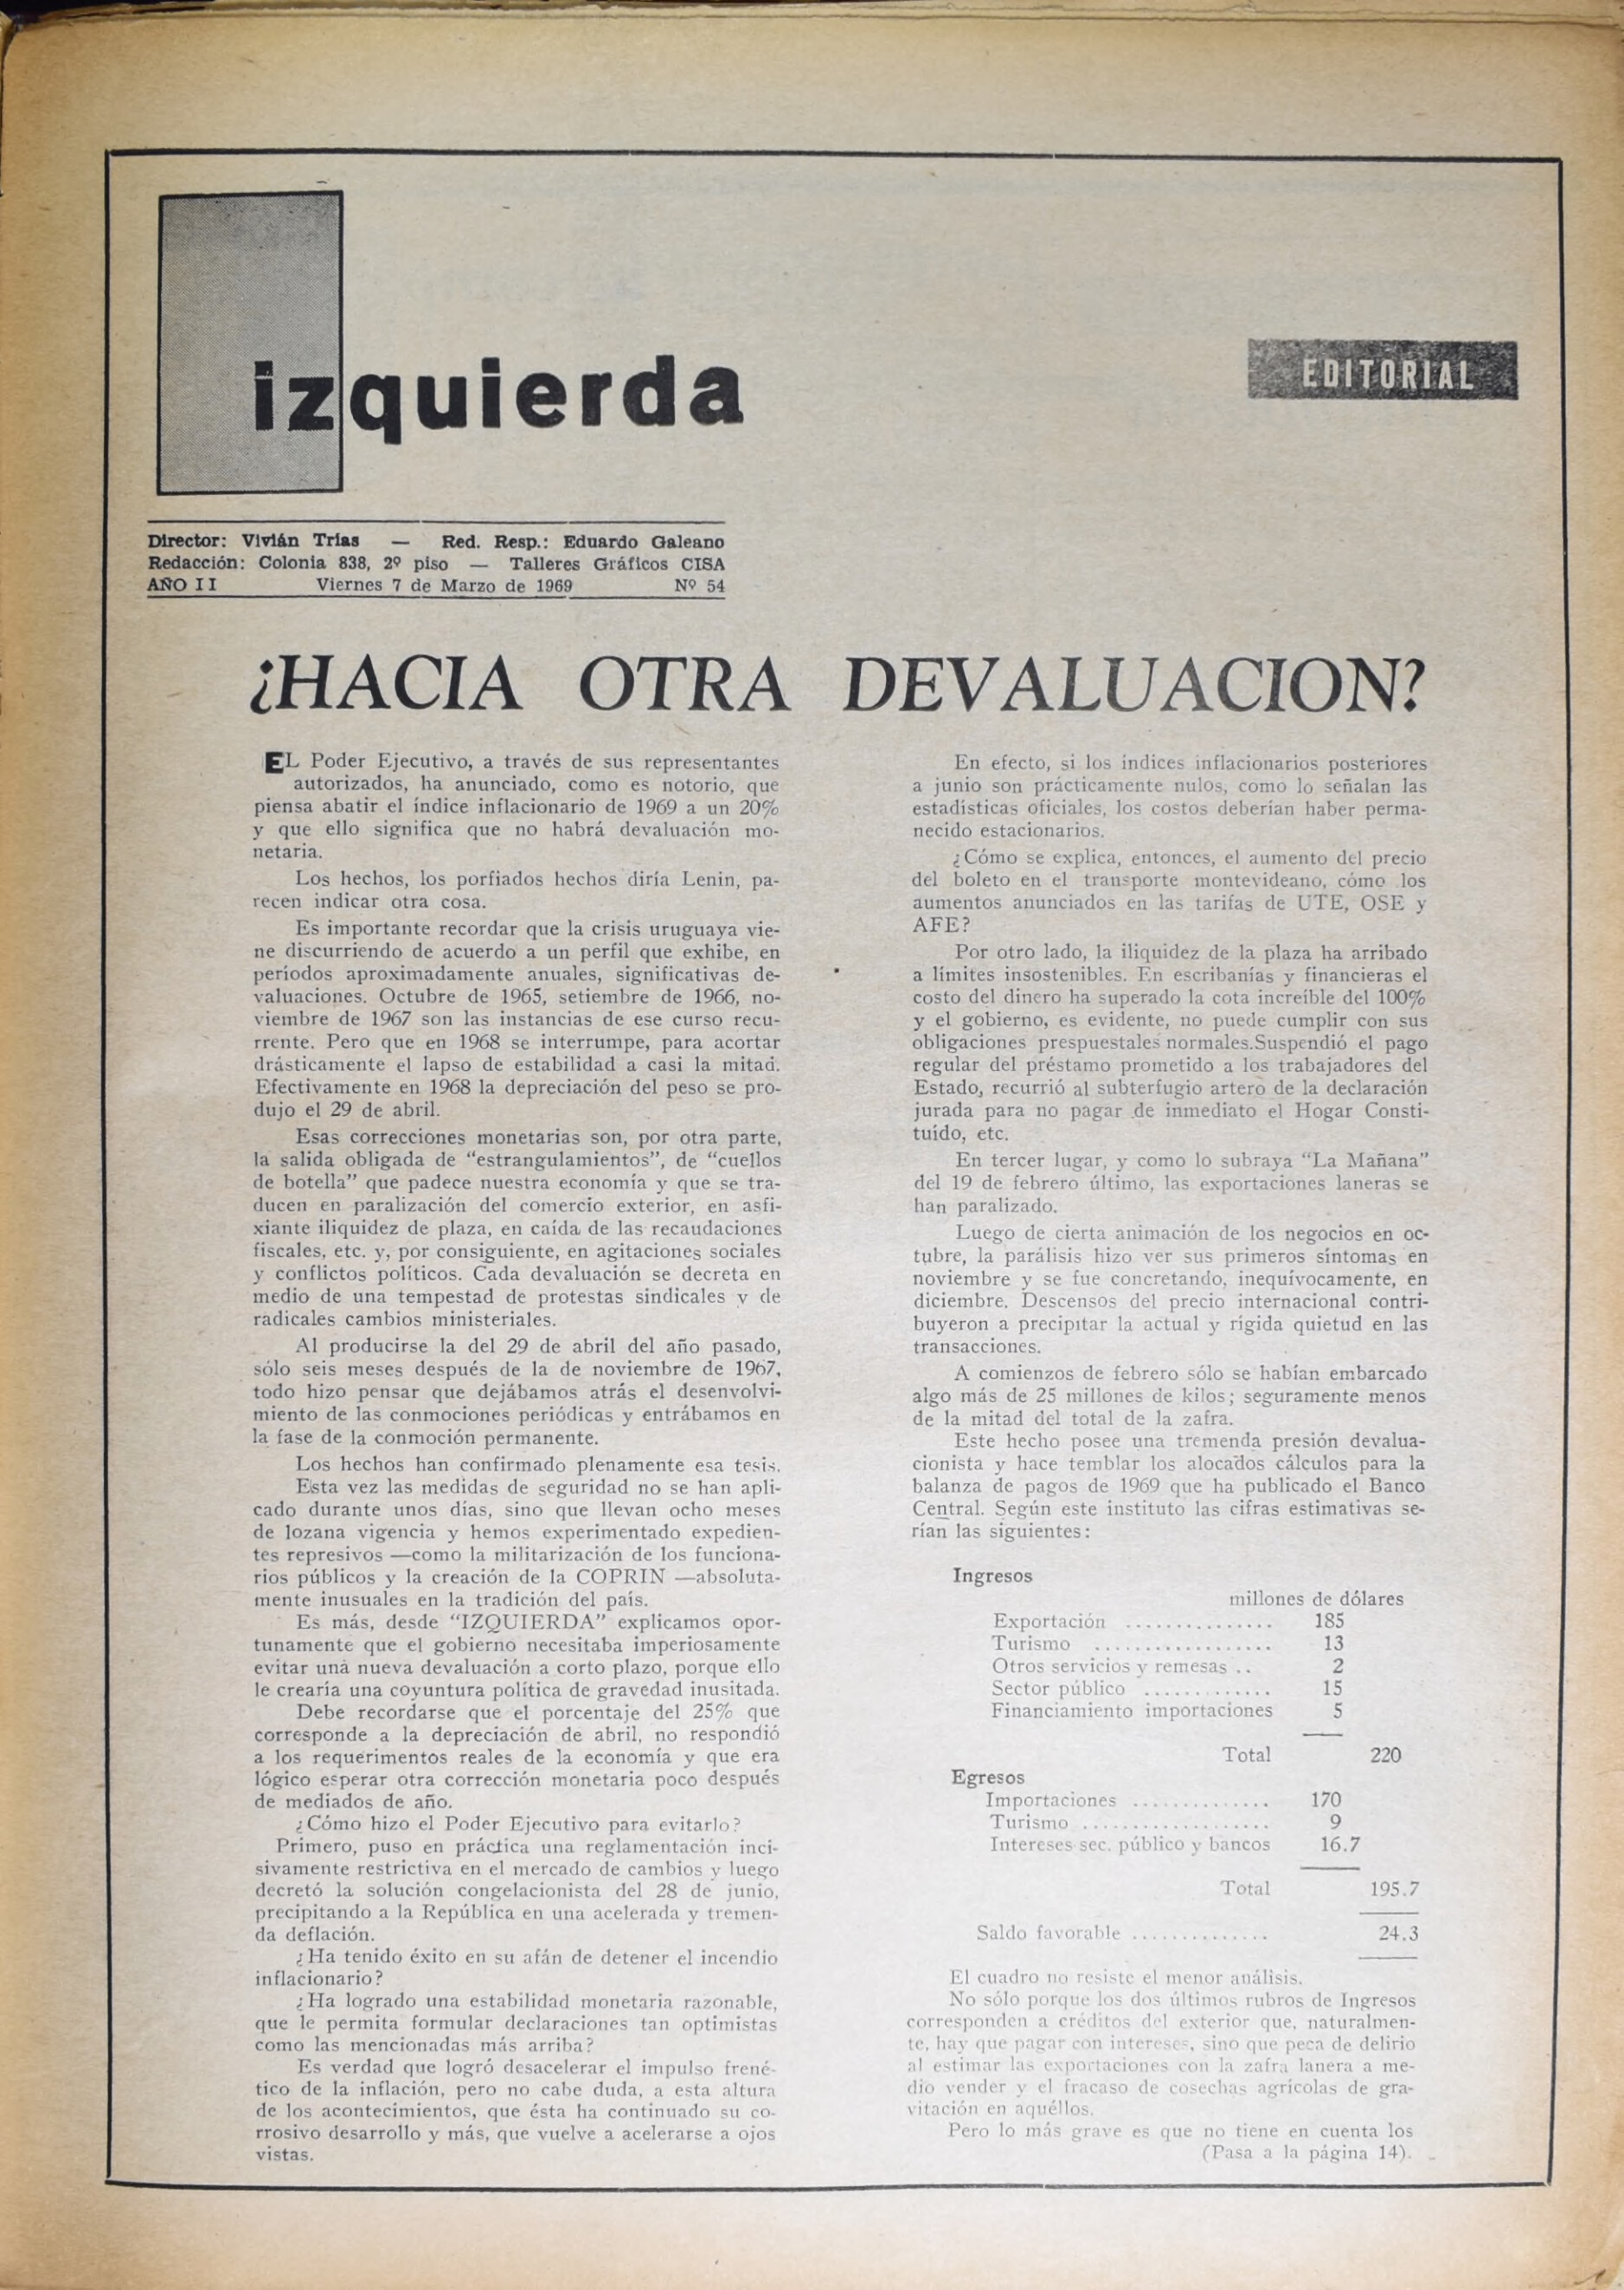 izquierda
EDITORIAL
Director: Vivián Trías — Red. Resp.: Eduardo Galeano
Redacción: Colonia 838, 2º piso — Talleres Gráficos CISA
AÑO II Viernes 7 de Marzo de 1969 Nº 54
¿HACIA OTRA DEVALUACION?
EL Poder Ejecutivo, a través de sus representantes
autorizados, ha anunciado, como es notorio, que
piensa abatir el índice inflacionario de 1969 a un 20%
y que ello significa que no habrá devaluación mo-
netaria.
Los hechos, los porfiados hechos diría Lenin, pa-
recen indicar otra cosa.
Es importante recordar que la crisis uruguaya vie-
ne discurriendo de acuerdo a un perfil que exhibe, en
períodos aproximadamente anuales, significativas de-
valuaciones. Octubre de 1965, setiembre de 1966, no-
viembre de 1967 son las instancias de ese curso recu-
rrente. Pero que en 1968 se interrumpe, para acortar
drásticamente el lapso de estabilidad a casi la mitad.
Efectivamente en 1968 la depreciación del peso se pro-
dujo el 29 de abril.
Esas correcciones monetarias son, por otra parte,
la salida obligada de “estrangulamientos”, de “cuellos
de botella” que padece nuestra economía y que se tra-
ducen en paralización del comercio exterior, en asfi-
xiante iliquidez de plaza, en caída de las recaudaciones
fiscales, etc. y, por consiguiente, en agitaciones sociales
y conflictos políticos. Cada devaluación se decreta en
medio de una tempestad de protestas sindicales y de
radicales cambios ministeriales.
Al producirse la del 29 de abril del año pasado,
sólo seis meses después de la de noviembre de 1967,
todo hizo pensar que dejábamos atrás el desenvolvi-
miento de las conmociones periódicas y entrábamos en
la fase de la conmoción permanente.
Los hechos han confirmado plenamente esa tesis.
Esta vez las medidas de seguridad no se han apli-
cado durante unos días, sino que llevan ocho meses
de lozana vigencia y hemos experimentado expedien-
tes represivos —como la militarización de los funciona-
rios públicos y la creación de la COPRIN —absoluta-
mente inusuales en la tradición del país.
Es más, desde “IZQUIERDA” explicamos opor-
tunamente que el gobierno necesitaba imperiosamente
evitar una nueva devaluación a corto plazo, porque ello
le crearía una coyuntura política de gravedad inusitada.
Debe recordarse que el porcentaje del 25% que
corresponde a la depreciación de abril, no respondió
a los requerimentos reales de la economía y que era
lógico esperar otra corrección monetaria poco después
de mediados de año.
¿Cómo hizo el Poder Ejecutivo para evitarlo?
Primero, puso en práctica una reglamentación inci-
sivamente restrictiva en el mercado de cambios y luego
decretó la solución congelacionista del 28 de junio,
precipitando a la República en una acelerada y tremen-
da deflación.
¿Ha tenido éxito en su afán de detener el incendio
inflacionario?
¿Ha logrado una estabilidad monetaria razonable,
que le permita formular declaraciones tan optimistas
como las mencionadas más arriba?
Es verdad que logró desacelerar el impulso frené-
tico de la inflación, pero no cabe duda, a esta altura
de los acontecimientos, que ésta ha continuado su co-
rrosivo desarrollo y más, que vuelve a acelerarse a ojos
vistas.
En efecto, si los índices inflacionarios posteriores
a junio son prácticamente nulos, como lo señalan las
estadísticas oficiales, los costos deberían haber perma-
necido estacionarios.
¿Cómo se explica, entonces, el aumento del precio
del boleto en el transporte montevideano, cómo los
aumentos anunciados en las tarifas de UTE, OSE y
AFE?
Por otro lado, la iliquidez de la plaza ha arribado
a límites insostenibles. En escribanías y financieras el
costo del dinero ha superado la cota increíble del 100%
y el gobierno, es evidente, no puede cumplir con sus
obligaciones prespuestales normales.Suspendió el pago
regular del préstamo prometido a los trabajadores del
Estado, recurrió al subterfugio artero de la declaración
jurada para no pagar de inmediato el Hogar Consti-
tuído, etc.
En tercer lugar, y como lo subraya “La Mañana”
del 19 de febrero último, las exportaciones laneras se
han paralizado.
Luego de cierta animación de los negocios en oc-
tubre, la parálisis hizo ver sus primeros síntomas en
noviembre y se fue concretando, inequívocamente, en
diciembre. Descensos del precio internacional contri-
buyeron a precipitar la actual y rígida quietud en las
transacciones.
A comienzos de febrero sólo se habían embarcado
algo más de 25 millones de kilos; seguramente menos
de la mitad del total de la zafra.
Este hecho posee una tremenda presión devalua-
cionista y hace temblar los alocados cálculos para la
balanza de pagos de 1969 que ha publicado el Banco
Central. Según este instituto las cifras estimativas se-
rían las siguientes:
Ingresos
millones de dólares
Exportación ............... 185
Turismo .................. 13
Otros servicios y remesas .. 2
Sector público ............. 15
Financiamiento importaciones 5
Total 220
Egresos
Importaciones .............. 170
Turismo ................... 9
Intereses sec. público y bancos 16.7
Total 195.7
Saldo favorable .............. 24.3
El cuadro no resiste el menor análisis.
No sólo porque los dos últimos rubros de Ingresos
corresponden a créditos del exterior que, naturalmen-
te, hay que pagar con intereses, sino que peca de delirio
al estimar las exportaciones con la zafra lanera a me-
dio vender y el fracaso de cosechas agrícolas de gra-
vitación en aquéllos.
Pero lo más grave es que no tiene en cuenta los
(Pasa a la página 14).